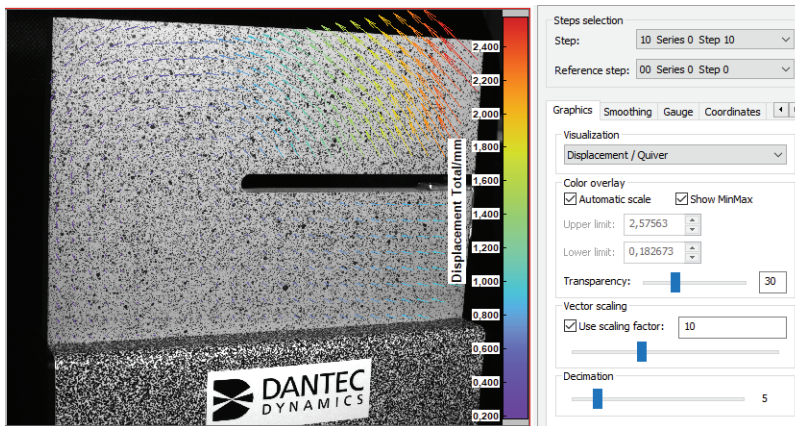 2,400
2,200
2,000
1,800
1,600
1,400
1,200
1,000
0,800
0,600
0,400
0,200
Displacement Total/mm
DANTEC
DYNAMICS
Steps selection
Step: 10 Series 0 Step 10
Reference step: 00 Series 0 Step 0
Graphics Smoothing Gauge Coordinates
Visualization
Displacement / Quiver
Color overlay
Automatic scale Show MinMax
Upper limit: 2,57563
Lower limit: 0,182673
Transparency: 30
Vector scaling
Use scaling factor: 10
Decimation
5